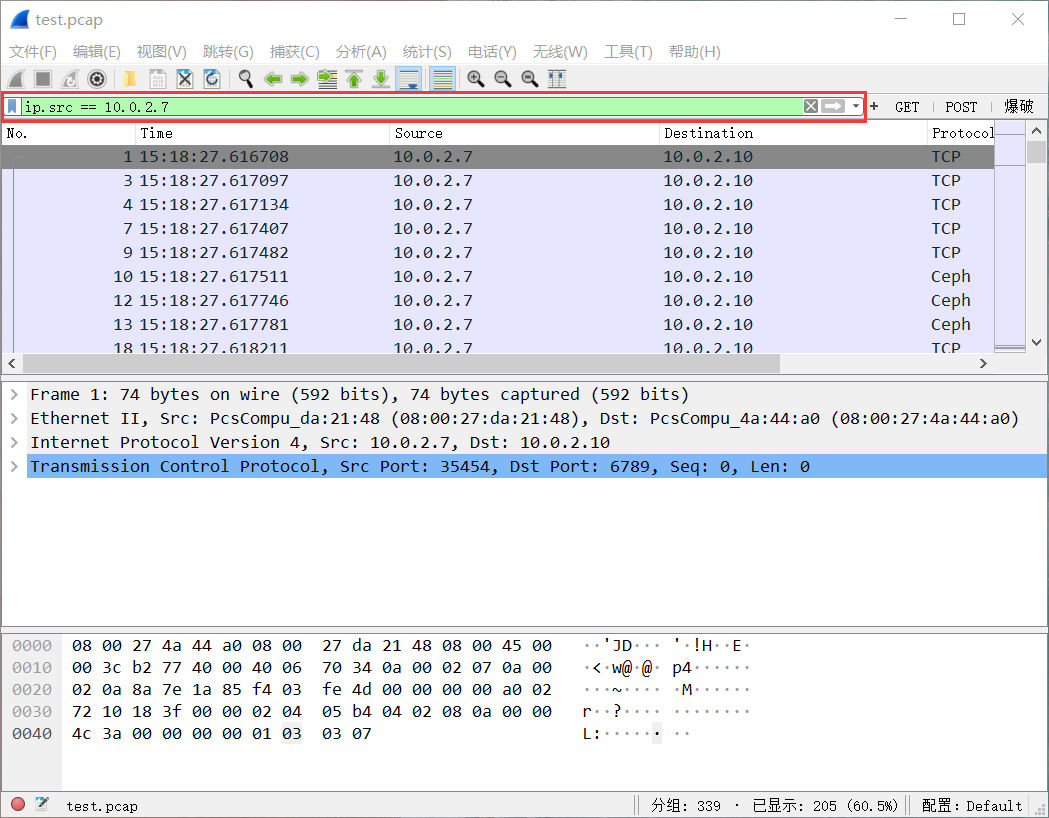 test.pcap
文件(F) 编辑(E) 视图(V) 跳转(G) 捕获(C) 分析(A) 统计(S) 电话(Y) 无线(W) 工具(T) 帮助(H)
ip.src == 10.0.2.7 + GET POST 爆破
No. Time Source Destination Protocol
1 15:18:27.616708 10.0.2.7 10.0.2.10 TCP
3 15:18:27.617097 10.0.2.7 10.0.2.10 TCP
4 15:18:27.617134 10.0.2.7 10.0.2.10 TCP
7 15:18:27.617407 10.0.2.7 10.0.2.10 TCP
9 15:18:27.617482 10.0.2.7 10.0.2.10 TCP
10 15:18:27.617511 10.0.2.7 10.0.2.10 Ceph
12 15:18:27.617746 10.0.2.7 10.0.2.10 Ceph
13 15:18:27.617781 10.0.2.7 10.0.2.10 Ceph
18 15:18:27.618211 10.0.2.7 10.0.2.10 TCP
Frame 1: 74 bytes on wire (592 bits), 74 bytes captured (592 bits)
Ethernet II, Src: PcsCompu_da:21:48 (08:00:27:da:21:48), Dst: PcsCompu_4a:44:a0 (08:00:27:4a:44:a0)
Internet Protocol Version 4, Src: 10.0.2.7, Dst: 10.0.2.10
Transmission Control Protocol, Src Port: 35454, Dst Port: 6789, Seq: 0, Len: 0
0000 08 00 27 4a 44 a0 08 00 27 da 21 48 08 00 45 00 ··'JD··· '·!H··E·
0010 00 3c b2 77 40 00 40 06 70 34 0a 00 02 07 0a 00 ·<·w@·@· p4······
0020 02 0a 8a 7e 1a 85 f4 03 fe 4d 00 00 00 00 a0 02 ···~···· ·M······
0030 72 10 18 3f 00 00 02 04 05 b4 04 02 08 0a 00 00 r··?···· ········
0040 4c 3a 00 00 00 00 01 03 03 07 L:······ ··
test.pcap 分组: 339 · 已显示: 205 (60.5%) 配置: Default